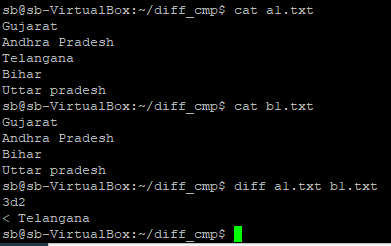 sb@sb-VirtualBox:~/diff_cmp$ cat a1.txt
Gujarat
Andhra Pradesh
Telangana
Bihar
Uttar pradesh
sb@sb-VirtualBox:~/diff_cmp$ cat b1.txt
Gujarat
Andhra Pradesh
Bihar
Uttar pradesh
sb@sb-VirtualBox:~/diff_cmp$ diff a1.txt b1.txt
3d2
< Telangana
sb@sb-VirtualBox:~/diff_cmp$